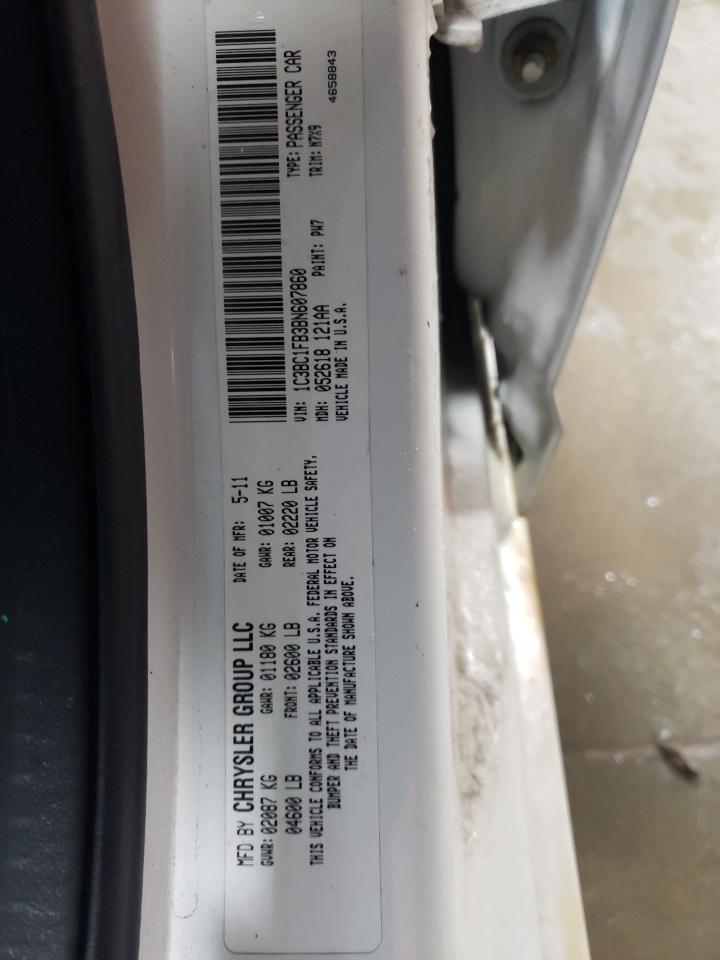 MFD BY CHRYSLER GROUP LLC DATE OF MFR: 5-11
GVWR: 02087 KG GAWR: 01180 KG GAWR: 01007 KG
04600 LB FRONT: 02600 LB REAR: 02220 LB
THIS VEHICLE CONFORMS TO ALL APPLICABLE U.S.A. FEDERAL MOTOR VEHICLE SAFETY,
BUMPER AND THEFT PREVENTION STANDARDS IN EFFECT ON
THE DATE OF MANUFACTURE SHOWN ABOVE.
VIN: 1C3BC1FB3BN607860 TYPE: PASSENGER CAR
MDH: 052618 121AA PAINT: PW7 TRIM: M7X9
VEHICLE MADE IN U.S.A. 4658843